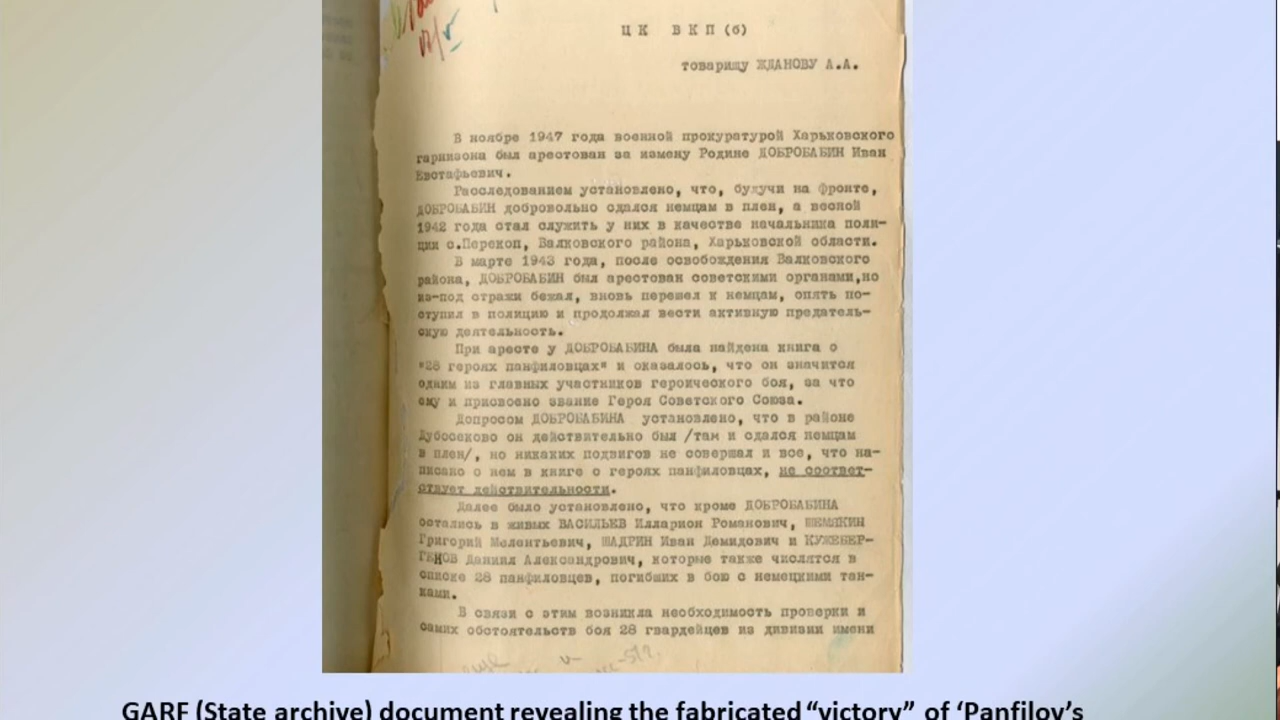 ЦК ВКП(б)
товарищу ЖДАНОВУ А.А.
В ноябре 1947 года военной прокуратурой Харьковского
гарнизона был арестован за измену Родине ДОБРОБАБИН Иван
Евстафьевич.
Расследованием установлено, что, будучи на фронте,
ДОБРОБАБИН добровольно сдался немцам в плен, а весной
1942 года стал служить у них в качестве начальника поли-
ции с.Перекоп, Валковского района, Харьковской области.
В марте 1943 года, после освобождения Валковского
района, ДОБРОБАБИН был арестован советскими органами,но
из-под стражи бежал, вновь перешел к немцам, опять по-
ступил в полицию и продолжал вести активную предатель-
скую деятельность.
При аресте у ДОБРОБАБИНА была найдена книга о
"28 героях панфиловцах" и оказалось, что он значится
одним из главных участников героического боя, за что
ему и присвоено звание Героя Советского Союза.
Допросом ДОБРОБАБИНА установлено, что в районе
Дубосеково он действительно был /там и сдался немцам
в плен/, но никаких подвигов не совершал и все, что на-
писано о нем в книге о героях панфиловцах, не соответ-
ствует действительности.
Далее было установлено, что кроме ДОБРОБАБИНА
остались в живых ВАСИЛЬЕВ Илларион Романович, ШЕМЯКИН
Григорий Мелентьевич, ШАДРИН Иван Демидович и КУЖЕБЕР-
ГЕНОВ Даниил Александрович, которые также числятся в
списке 28 панфиловцев, погибших в бою с немецкими тан-
ками.
В связи с этим возникла необходимость проверки и
самих обстоятельств боя 28 гвардейцев из дивизии имени
GARF (State archive) document revealing the fabricated “victory” of ‘Panfilov’s